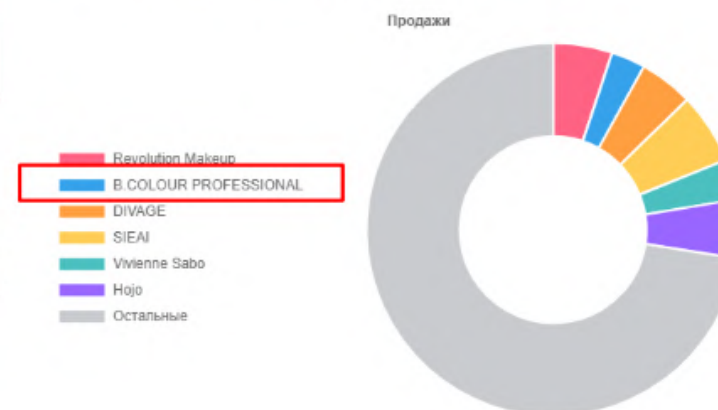 Продажи
Revolution Makeup
B.COLOUR PROFESSIONAL
DIVAGE
SIEAI
Vivienne Sabo
Hojo
Остальные